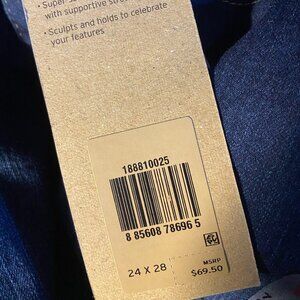 · Super
with supportive stre
· Sculpts and holds to celebrate
your features
188810025
8 85608 78696 5
24 X 28
MSRP
$69.50